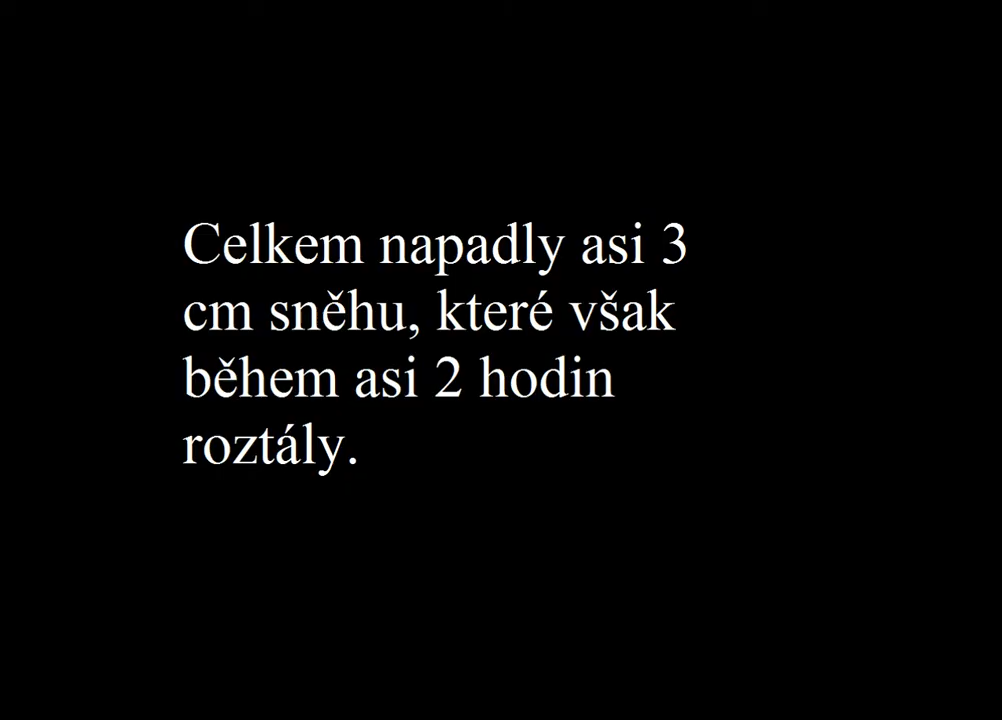 Celkem napadly asi 3
cm sněhu, které však
během asi 2 hodin
roztály.